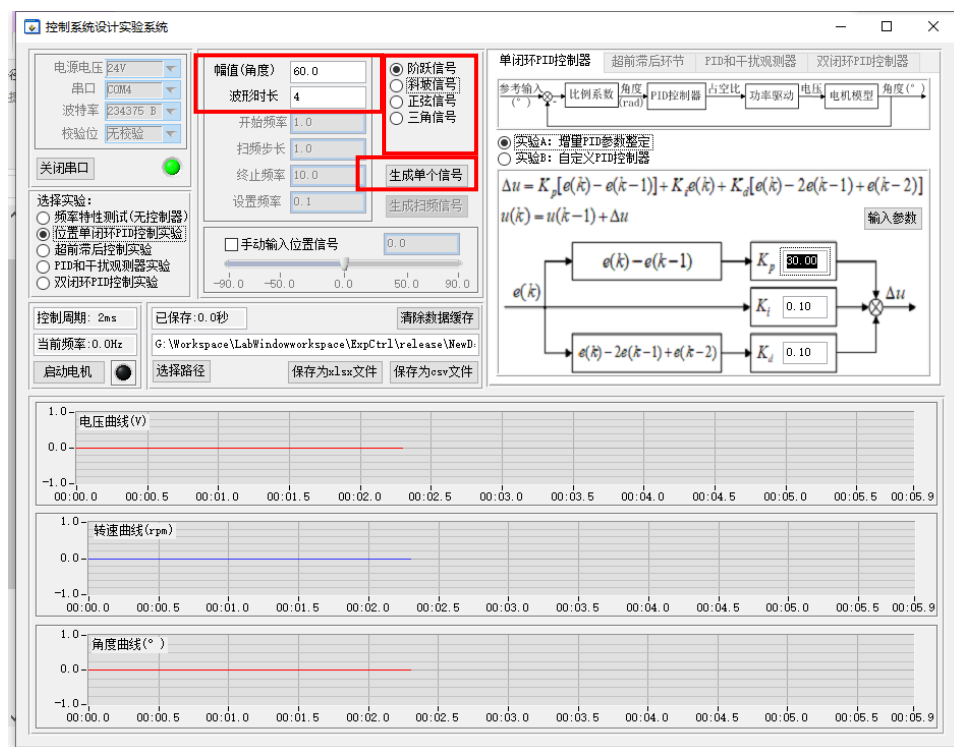 控制系统设计实验系统
电源电压 24V
串口 COM4
波特率 234375 B
校验位 无校验
关闭串口
选择实验:
频率特性测试(无控制器)
位置单闭环PID控制实验
超前滞后控制实验
PID和干扰观测器实验
双闭环PID控制实验
幅值(角度) 60.0
波形时长 4
开始频率 1.0
扫频步长 1.0
终止频率 10.0
设置频率 0.1
阶跃信号
斜坡信号
正弦信号
三角信号
生成单个信号
生成扫频信号
手动输入位置信号 0.0
-90.0 -50.0 0.0 50.0 90.0
控制周期: 2ms
当前频率:0.0Hz
启动电机
已保存:0.0秒
清除数据缓存
G:\Workspace\LabWindowworkspace\ExpCtrl\release\NewD
选择路径
保存为xlsx文件
保存为csv文件
单闭环PID控制器 超前滞后环节 PID和干扰观测器 双闭环PID控制器
参考输入(°) - 比例系数 角度(rad) PID控制器 占空比 功率驱动 电压 电机模型 角度(°)
实验A: 增量PID参数整定
实验B: 自定义PID控制器
Δu = K_p[e(k)-e(k-1)]+K_ie(k)+K_d[e(k)-2e(k-1)+e(k-2)]
u(k)=u(k-1)+Δu
输入参数
e(k)-e(k-1) K_p 30.00
e(k) K_i 0.10 Δu
e(k)-2e(k-1)+e(k-2) K_d 0.10
电压曲线(V)
1.0
0.0
-1.0
00:00.0 00:00.5 00:01.0 00:01.5 00:02.0 00:02.5 00:03.0 00:03.5 00:04.0 00:04.5 00:05.0 00:05.9
转速曲线(rpm)
1.0
0.0
-1.0
00:00.0 00:00.5 00:01.0 00:01.5 00:02.0 00:02.5 00:03.0 00:03.5 00:04.0 00:04.5 00:05.0 00:05.9
角度曲线(°)
1.0
0.0
-1.0
00:00.0 00:00.5 00:01.0 00:01.5 00:02.0 00:02.5 00:03.0 00:03.5 00:04.0 00:04.5 00:05.0 00:05.9